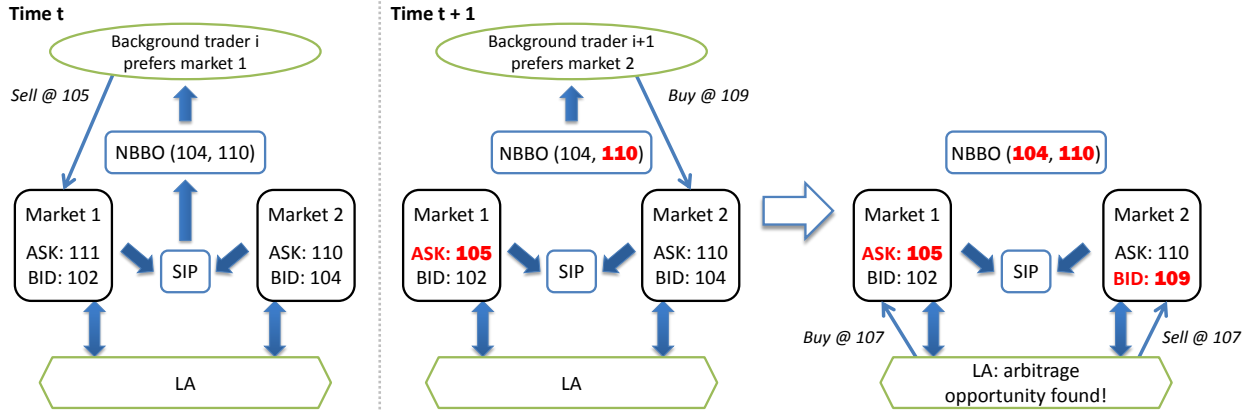 Time t
Background trader i
prefers market 1
Sell @ 105
NBBO (104, 110)
Market 1
ASK: 111
BID: 102
SIP
Market 2
ASK: 110
BID: 104
LA
Time t + 1
Background trader i+1
prefers market 2
Buy @ 109
NBBO (104, 110)
Market 1
ASK: 105
BID: 102
SIP
Market 2
ASK: 110
BID: 104
LA
NBBO (104, 110)
Market 1
ASK: 105
BID: 102
SIP
Market 2
ASK: 110
BID: 109
Buy @ 107
Sell @ 107
LA: arbitrage
opportunity found!